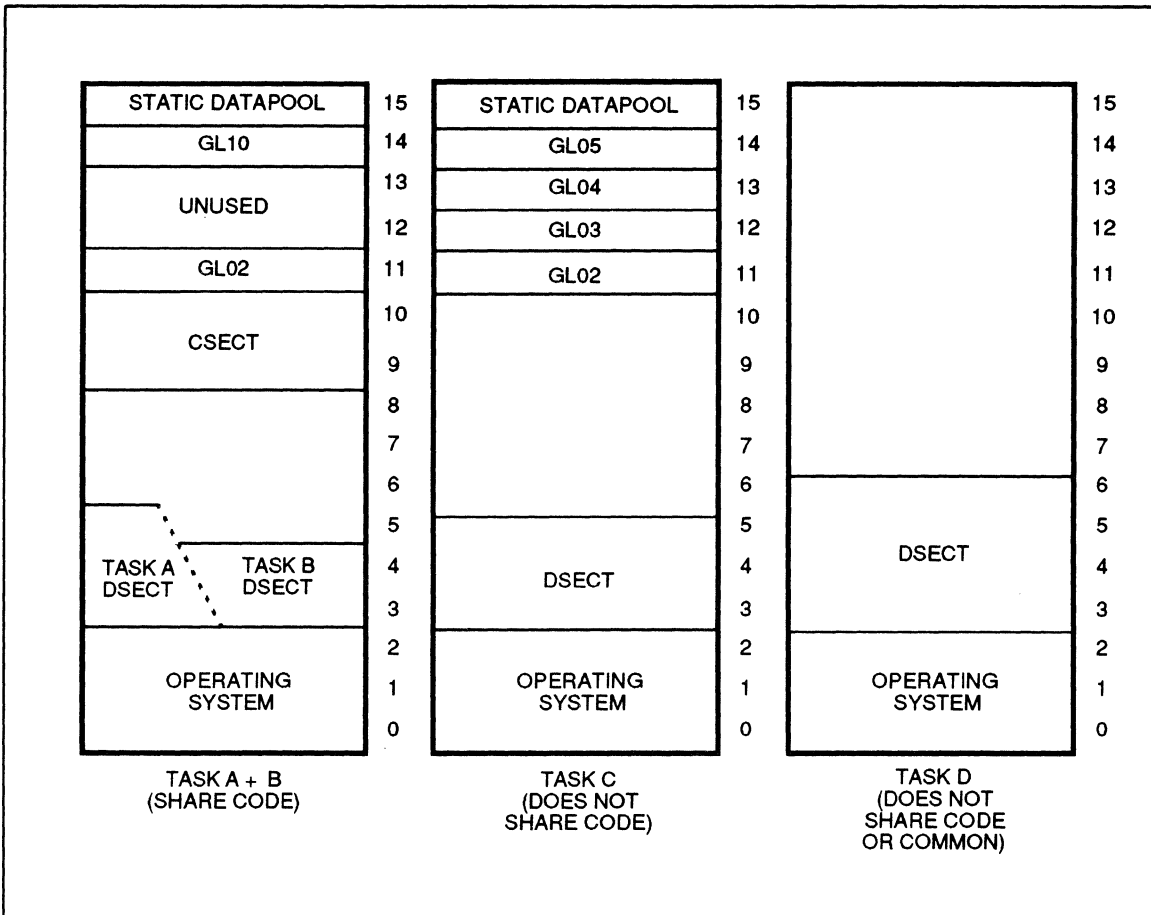 STATIC DATAPOOL
GL10
UNUSED
GL02
CSECT
TASK A
DSECT
TASK B
DSECT
OPERATING
SYSTEM
15
14
13
12
11
10
9
8
7
6
5
4
3
2
1
0
TASK A + B
(SHARE CODE)
STATIC DATAPOOL
GL05
GL04
GL03
GL02
DSECT
OPERATING
SYSTEM
15
14
13
12
11
10
9
8
7
6
5
4
3
2
1
0
TASK C
(DOES NOT
SHARE CODE)
DSECT
OPERATING
SYSTEM
15
14
13
12
11
10
9
8
7
6
5
4
3
2
1
0
TASK D
(DOES NOT
SHARE CODE
OR COMMON)